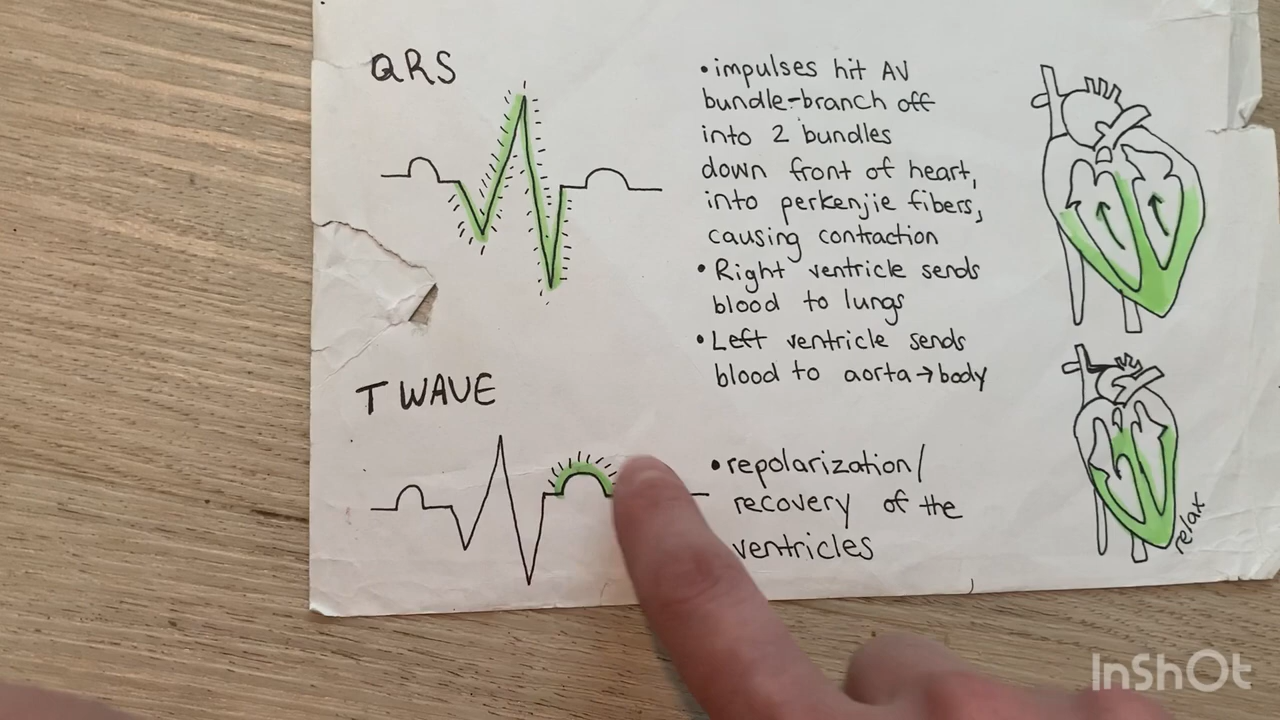 QRS
• impulses hit AV
bundle-branch off
into 2 bundles
down front of heart,
into perkenjie fibers,
causing contraction
• Right ventricle sends
blood to lungs
• Left ventricle sends
blood to aorta → body
T WAVE
• repolarization/
recovery of the
ventricles
relax
InShOt